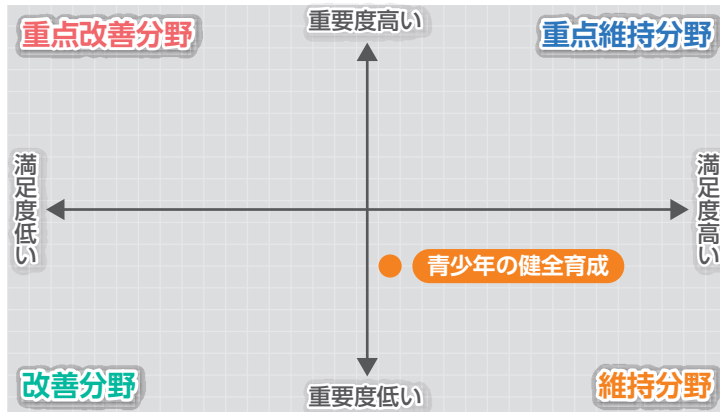 重点改善分野
重要度高い
重点維持分野
満足度低い
満足度高い
青少年の健全育成
改善分野
重要度低い
維持分野